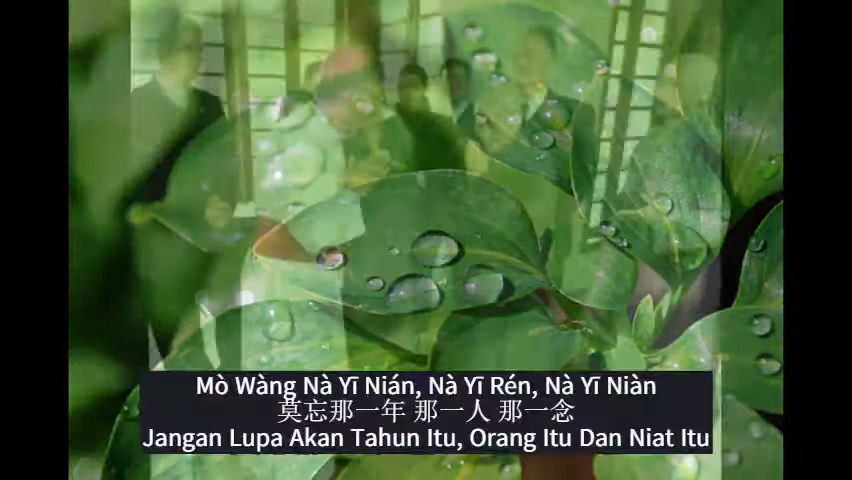 Mò Wàng Nà Yī Nián, Nà Yī Rén, Nà Yī Niàn
莫忘那一年 那一人 那一念
Jangan Lupa Akan Tahun Itu, Orang Itu Dan Niat Itu